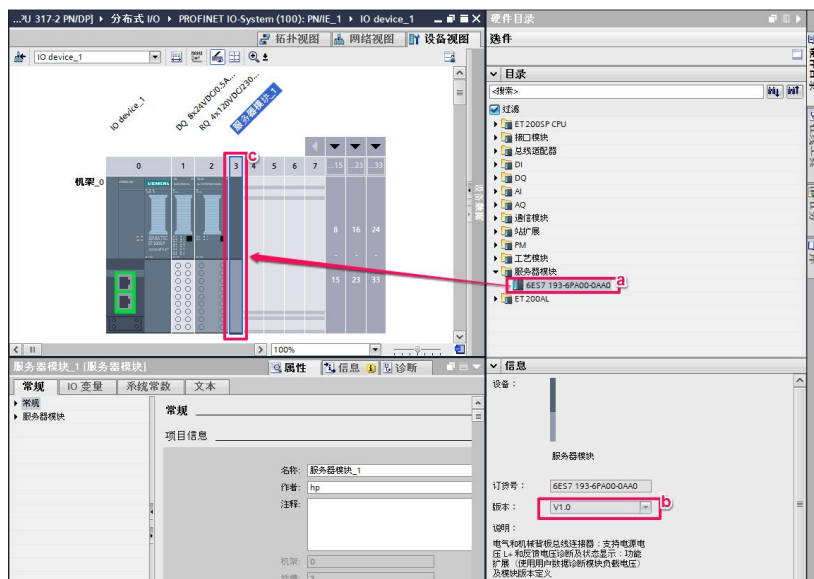 ...PU 317-2 PN/DP] ▸ 分布式 I/O ▸ PROFINET IO-System (100): PN/IE_1 ▸ IO device_1
硬件目录
拓扑视图 网络视图 设备视图
选件
IO device_1
目录
<搜索>
过滤
ET 200SP CPU
接口模块
总线适配器
DI
DQ
AI
AQ
通信模块
站扩展
PM
工艺模块
服务器模块
6ES7 193-6PA00-0AA0
a
ET 200AL
IO device_1
DQ 8x24VDC/0.5A...
RQ 4x120VDC/230...
服务器模块_1
c
0 1 2 3 4 5 6 7 ...15 ...23 ...33
机架_0
SIEMENS
8 16 24
- - -
15 23 33
100%
服务器模块_1 [服务器模块]
属性 信息 诊断
常规 IO 变量 系统常数 文本
常规
服务器模块
常规
项目信息
名称: 服务器模块_1
作者: hp
注释:
机架: 0
插槽: 3
信息
设备:
服务器模块
订货号: 6ES7 193-6PA00-0AA0
版本: V1.0
b
说明:
电气和机械背板总线连接器：支持电源电
压 L+ 和反馈电压诊断及状态显示；功能
扩展（使用用户数据诊断模块负载电压）
及模块版本定义